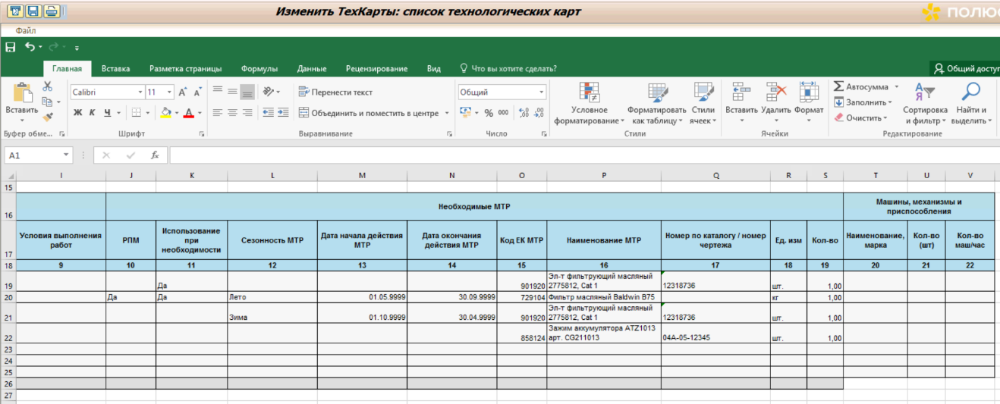 Изменить ТехКарты: список технологических карт
ПОЛЮС
Файл
Главная Вставка Разметка страницы Формулы Данные Рецензирование Вид Что вы хотите сделать? Общий доступ
Вставить
Буфер обме...
Calibri 11
Ж К Ч
Шрифт
Перенести текст
Объединить и поместить в центре
Выравнивание
Общий
% 000
Число
Условное форматирование
Форматировать как таблицу
Стили ячеек
Стили
Вставить Удалить Формат
Ячейки
Автосумма
Заполнить
Очистить
Сортировка и фильтр
Найти и выделить
Редактирование
A1 fx
I J K L M N O P Q R S T U V
15
16 Необходимые МТР Машины, механизмы и приспособления
17 Условия выполнения работ РПМ Использование при необходимости Сезонность МТР Дата начала действия МТР Дата окончания действия МТР Код ЕК МТР Наименование МТР Номер по каталогу / номер чертежа Ед. изм Кол-во Наименование, марка Кол-во (шт) Кол-во маш/час
18 9 10 11 12 13 14 15 16 17 18 19 20 21 22
19 Да 901920 Эл-т фильтрующий масляный 2775812, Cat 1 12318736 шт. 1,00
20 Да Да Лето 01.05.9999 30.09.9999 729104 Фильтр масляный Baldwin B75 кг 1,00
21 Зима 01.10.9999 30.04.9999 901920 Эл-т фильтрующий масляный 2775812, Cat 1 12318736 шт. 1,00
22 858124 Зажим аккумулятора ATZ1013 арт. CG211013 04A-05-12345 шт. 1,00
23
24
25
26
27